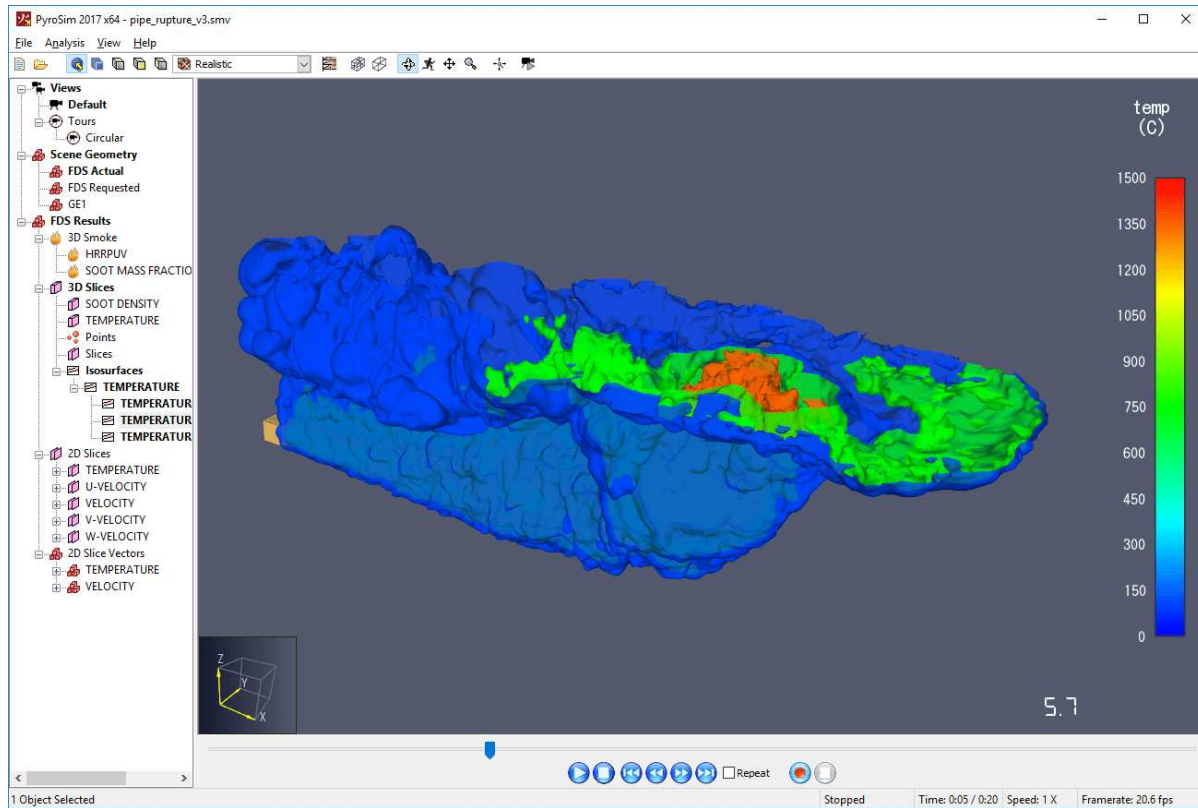 PyroSim 2017 x64 - pipe_rupture_v3.smv
File Analysis View Help
Realistic
Views
Default
Tours
Circular
Scene Geometry
FDS Actual
FDS Requested
GE1
FDS Results
3D Smoke
HRRPUV
SOOT MASS FRACTIO
3D Slices
SOOT DENSITY
TEMPERATURE
Points
Slices
Isosurfaces
TEMPERATURE
TEMPERATUR
TEMPERATUR
TEMPERATUR
2D Slices
TEMPERATURE
U-VELOCITY
VELOCITY
V-VELOCITY
W-VELOCITY
2D Slice Vectors
TEMPERATURE
VELOCITY
temp
(C)
1500
1350
1200
1050
900
750
600
450
300
150
0
Z
Y
X
5.7
Repeat
1 Object Selected
Stopped
Time: 0:05 / 0:20
Speed: 1 X
Framerate: 20.6 fps